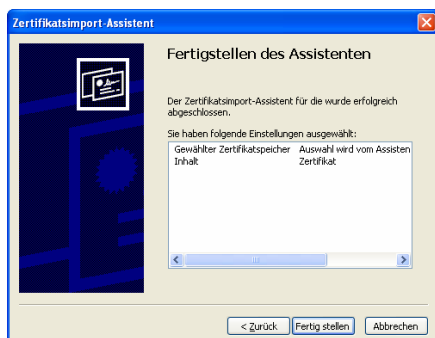 Zertifikatsimport-Assistent
Fertigstellen des Assistenten
Der Zertifikatsimport-Assistent für die wurde erfolgreich
abgeschlossen.
Sie haben folgende Einstellungen ausgewählt:
Gewählter Zertifikatspeicher Auswahl wird vom Assisten
Inhalt Zertifikat
< Zurück Fertig stellen Abbrechen